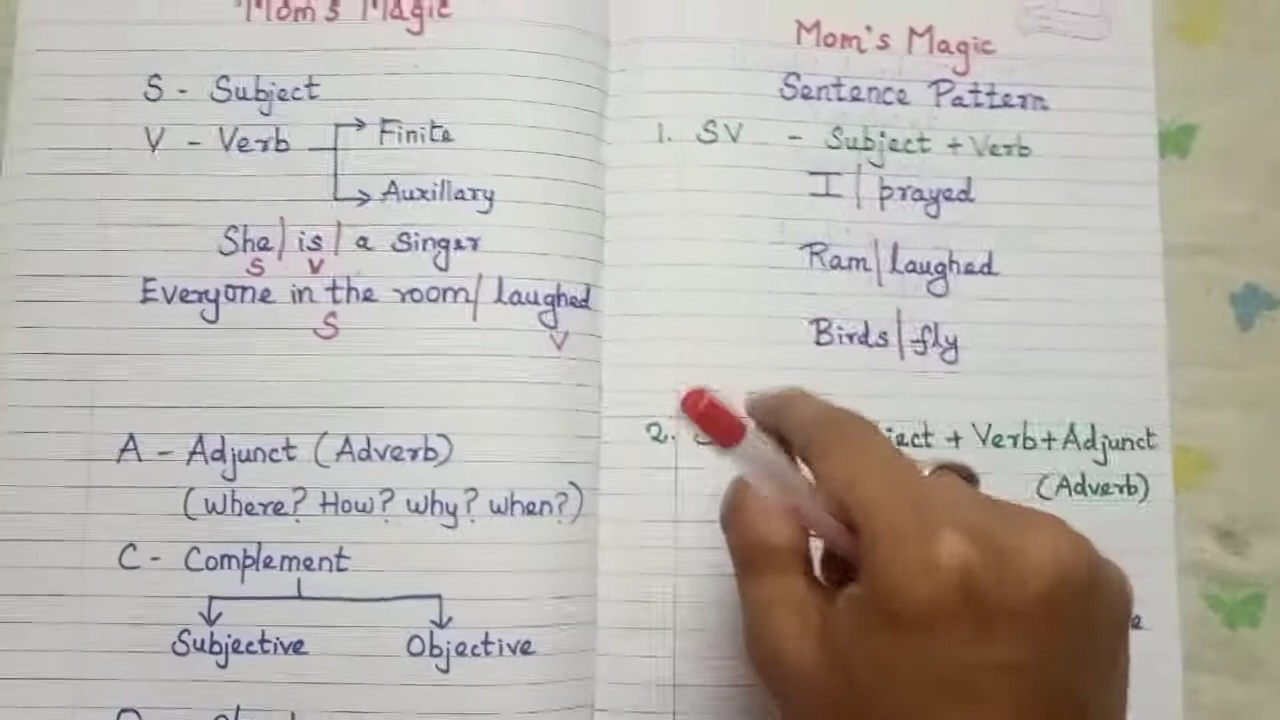 Mom's Magic
S - Subject
V - Verb
Finite
Auxillary
She / is / a singer
S V
Everyone in the room / laughed
S
V
A - Adjunct (Adverb)
(Where? How? why? when?)
C - Complement
Subjective Objective
Mom's Magic
Sentence Pattern
1. SV - Subject + Verb
I | prayed
Ram | laughed
Birds | fly
2. + Verb + Adjunct
(Adverb)